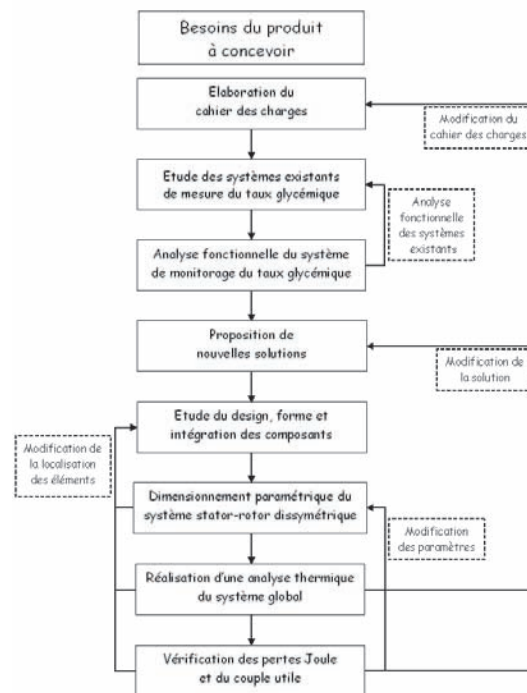 Besoins du produit
à concevoir
Elaboration du
cahier des charges
Modification du
cahier des charges
Etude des systèmes existants
de mesure du taux glycémique
Analyse
fonctionnelle
des systèmes
existants
Analyse fonctionnelle du système
de monitorage du taux glycémique
Proposition de
nouvelles solutions
Modification de
la solution
Etude du design, forme et
intégration des composants
Modification de
la localisation
des éléments
Dimensionnement paramétrique du
système stator-rotor dissymétrique
Modification
des paramètres
Réalisation d'une analyse thermique
du système global
Vérification des pertes Joule
et du couple utile